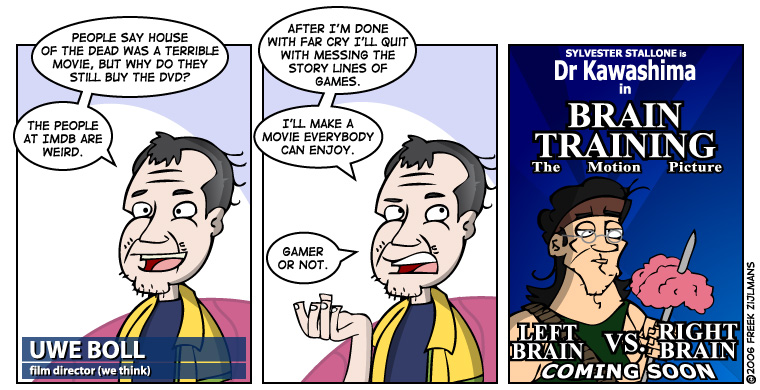 PEOPLE SAY HOUSE
OF THE DEAD WAS A TERRIBLE
MOVIE, BUT WHY DO THEY
STILL BUY THE DVD?
THE PEOPLE
AT IMDB ARE
WEIRD.
UWE BOLL
film director (we think)
AFTER I'M DONE
WITH FAR CRY I'LL QUIT
WITH MESSING THE
STORY LINES OF
GAMES.
I'LL MAKE A
MOVIE EVERYBODY
CAN ENJOY.
GAMER
OR NOT.
SYLVESTER STALLONE is
Dr Kawashima
in
BRAIN
TRAINING
The Motion Picture
LEFT
BRAIN
VS.
RIGHT
BRAIN
COMING SOON
©2006 FREEK ZIJLMANS